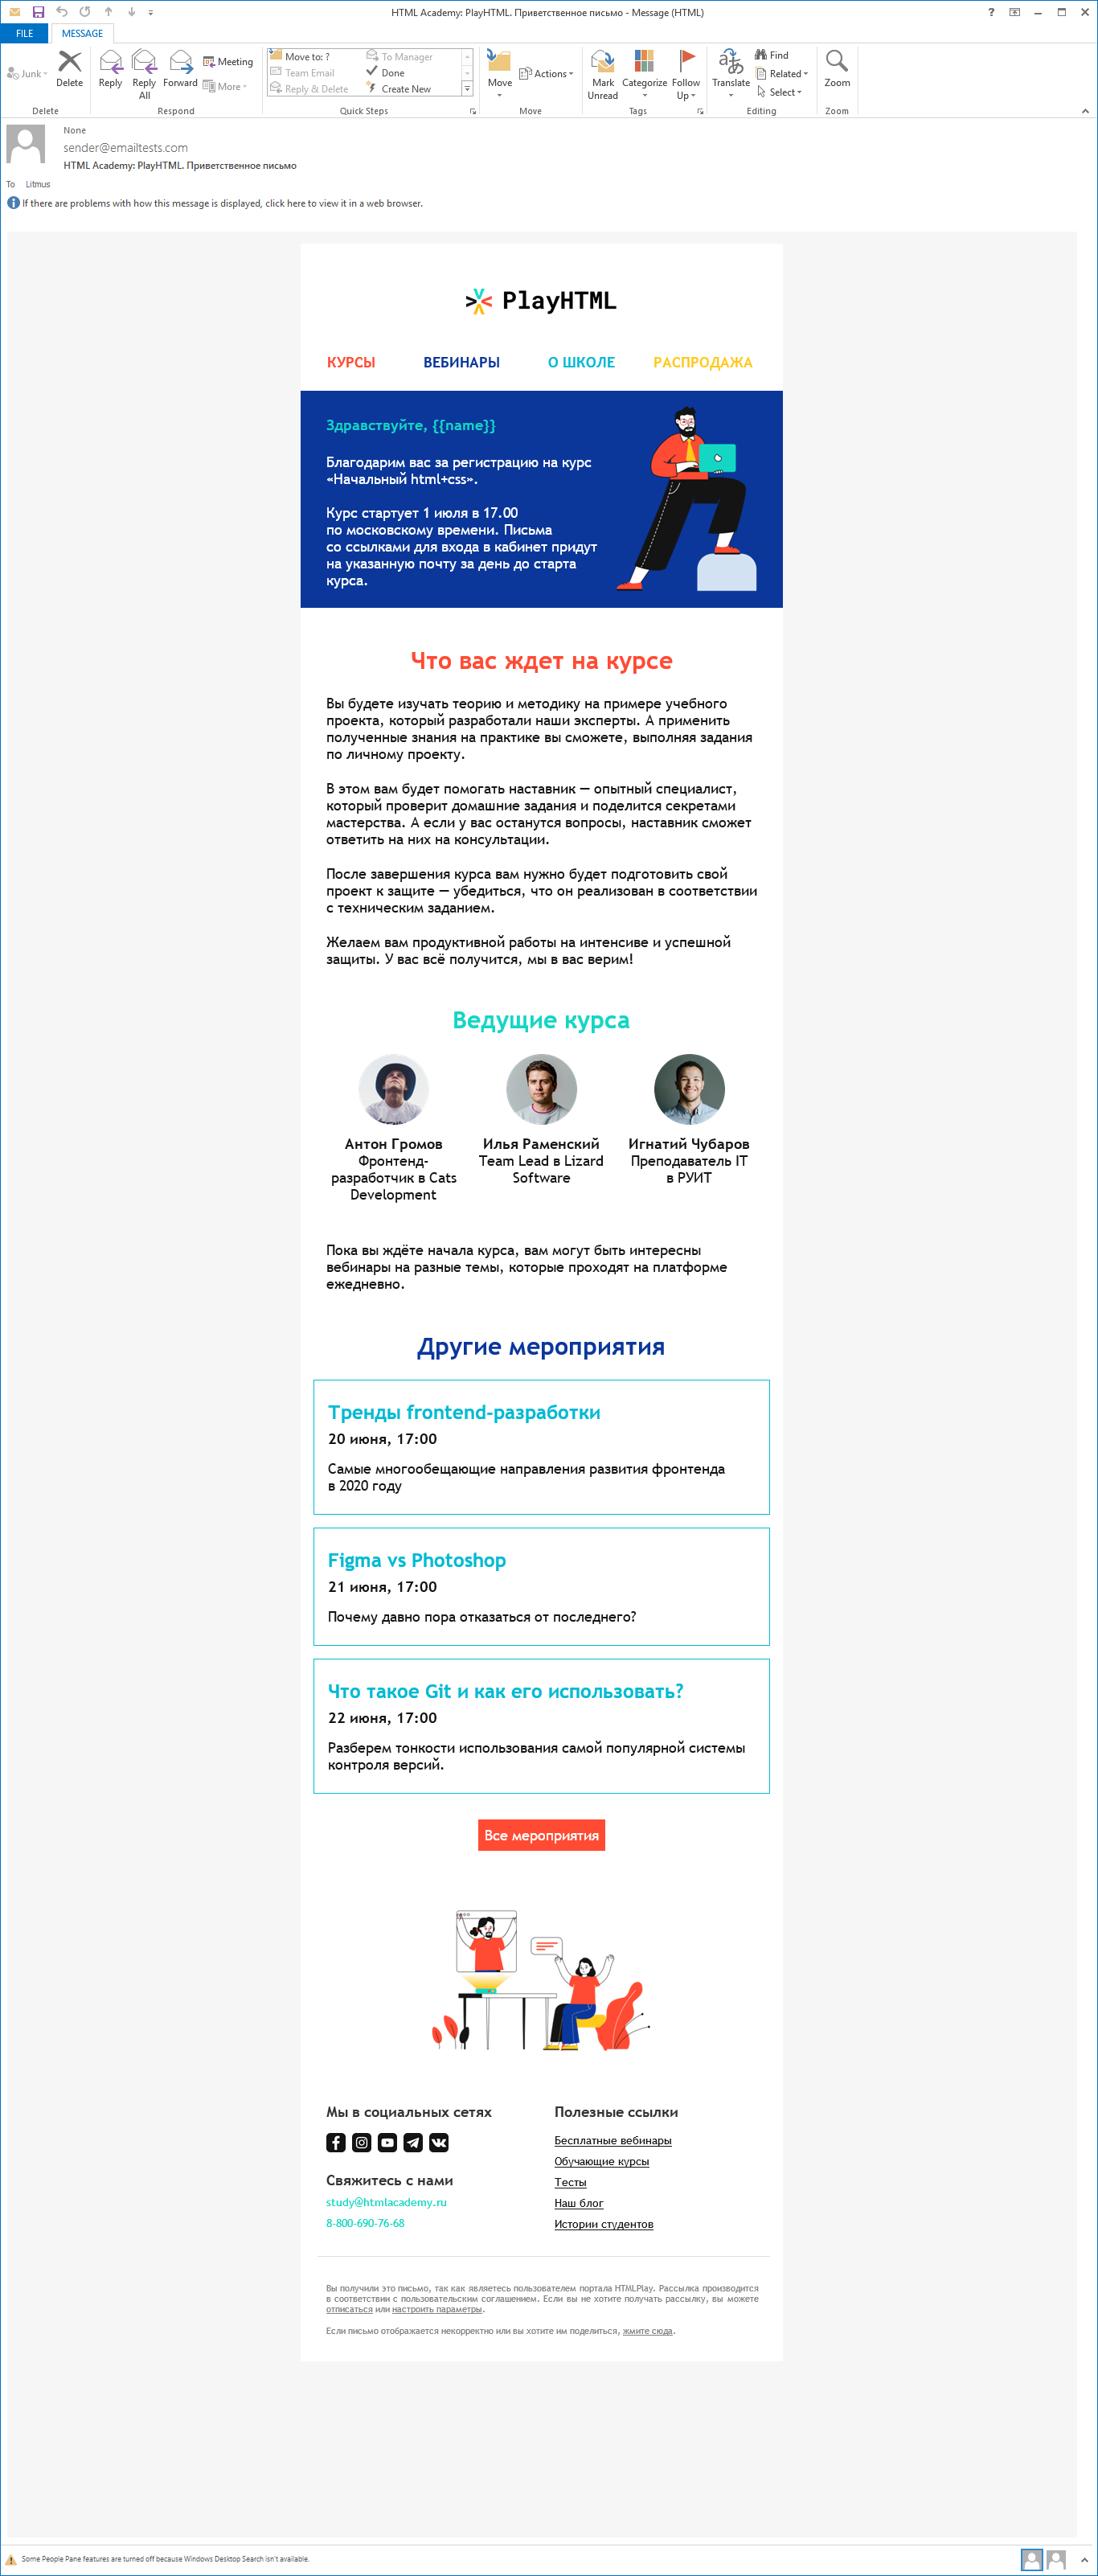 HTML Academy: PlayHTML. Приветственное письмо - Message (HTML)
FILE
MESSAGE
Junk
Delete
Delete
Reply
Reply All
Forward
Meeting
More
Respond
Move to: ?
Team Email
Reply & Delete
To Manager
Done
Create New
Quick Steps
Move
Actions
Move
Mark Unread
Categorize
Follow Up
Tags
Translate
Find
Related
Select
Editing
Zoom
Zoom
None
sender@emailtests.com
HTML Academy: PlayHTML. Приветственное письмо
To Litmus
If there are problems with how this message is displayed, click here to view it in a web browser.
PlayHTML
КУРСЫ ВЕБИНАРЫ О ШКОЛЕ РАСПРОДАЖА
Здравствуйте, {{name}}
Благодарим вас за регистрацию на курс
«Начальный html+css».
Курс стартует 1 июля в 17.00
по московскому времени. Письма
со ссылками для входа в кабинет придут
на указанную почту за день до старта
курса.
Что вас ждет на курсе
Вы будете изучать теорию и методику на примере учебного
проекта, который разработали наши эксперты. А применить
полученные знания на практике вы сможете, выполняя задания
по личному проекту.
В этом вам будет помогать наставник — опытный специалист,
который проверит домашние задания и поделится секретами
мастерства. А если у вас останутся вопросы, наставник сможет
ответить на них на консультации.
После завершения курса вам нужно будет подготовить свой
проект к защите — убедиться, что он реализован в соответствии
с техническим заданием.
Желаем вам продуктивной работы на интенсиве и успешной
защиты. У вас всё получится, мы в вас верим!
Ведущие курса
Антон Громов
Фронтенд-
разработчик в Cats
Development
Илья Раменский
Team Lead в Lizard
Software
Игнатий Чубаров
Преподаватель IT
в РУИТ
Пока вы ждёте начала курса, вам могут быть интересны
вебинары на разные темы, которые проходят на платформе
ежедневно.
Другие мероприятия
Тренды frontend-разработки
20 июня, 17:00
Самые многообещающие направления развития фронтенда
в 2020 году
Figma vs Photoshop
21 июня, 17:00
Почему давно пора отказаться от последнего?
Что такое Git и как его использовать?
22 июня, 17:00
Разберем тонкости использования самой популярной системы
контроля версий.
Все мероприятия
Мы в социальных сетях
Свяжитесь с нами
study@htmlacademy.ru
8-800-690-76-68
Полезные ссылки
Бесплатные вебинары
Обучающие курсы
Тесты
Наш блог
Истории студентов
Вы получили это письмо, так как являетесь пользователем портала HTMLPlay. Рассылка производится
в соответствии с пользовательским соглашением. Если вы не хотите получать рассылку, вы можете
отписаться или настроить параметры.
Если письмо отображается некорректно или вы хотите им поделиться, жмите сюда.
Some People Pane features are turned off because Windows Desktop Search isn't available.